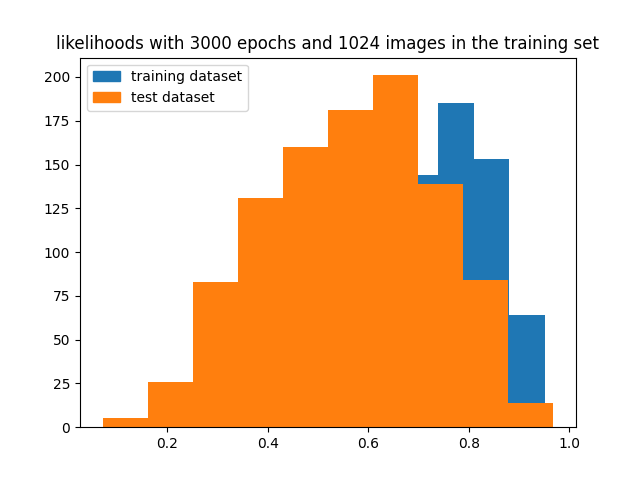 likelihoods with 3000 epochs and 1024 images in the training set
training dataset
test dataset
200
175
150
125
100
75
50
25
0
0.2 0.4 0.6 0.8 1.0